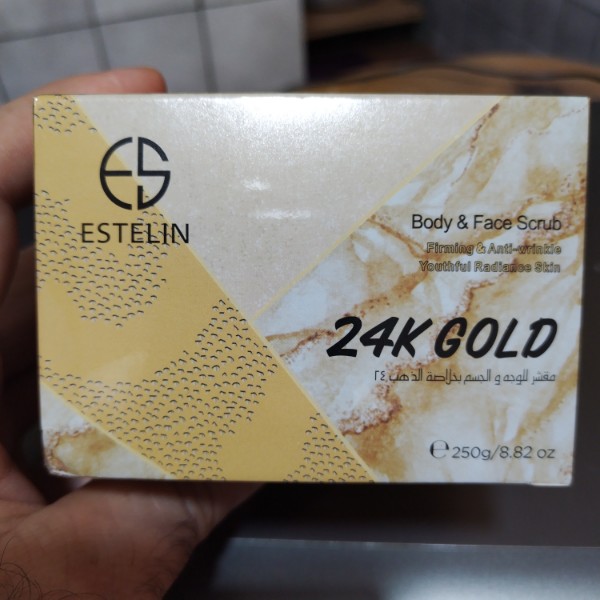 ES
ESTELIN
Body & Face Scrub
Firming & Anti-wrinkle
Youthful Radiance Skin
24K GOLD
مقشر للوجه و الجسم بخلاصة الذهب ٢٤
e 250g/8.82 oz